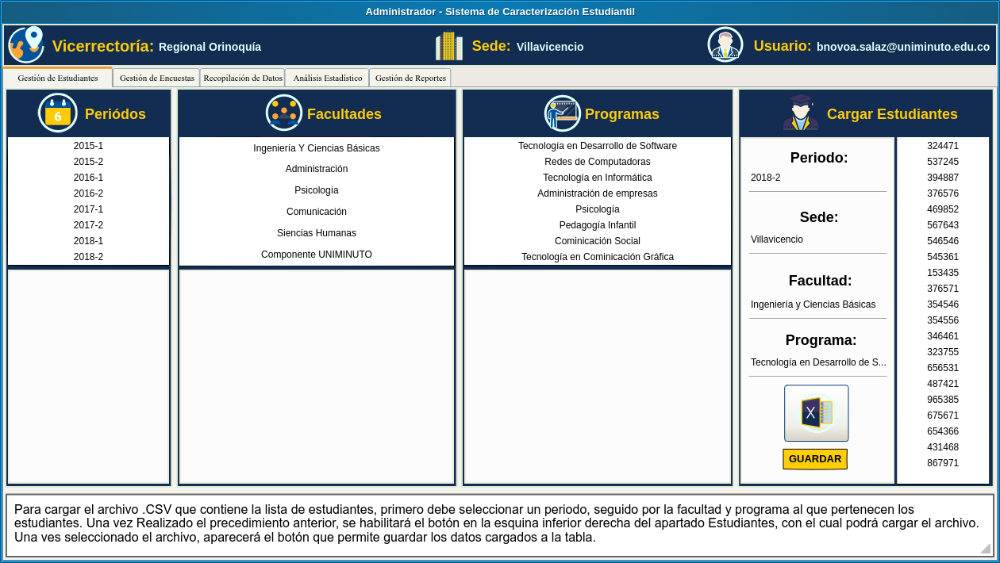 Administrador - Sistema de Caracterización Estudiantil
Vicerrectoría: Regional Orinoquía
Sede: Villavicencio
Usuario: bnovoa.salaz@uniminuto.edu.co
Gestión de Estudiantes
Gestión de Encuestas
Recopilación de Datos
Análisis Estadístico
Gestión de Reportes
6
Periódos
2015-1
2015-2
2016-1
2016-2
2017-1
2017-2
2018-1
2018-2
Facultades
Ingeniería Y Ciencias Básicas
Administración
Psicología
Comunicación
Siencias Humanas
Componente UNIMINUTO
Programas
Tecnología en Desarrollo de Software
Redes de Computadoras
Tecnología en Informática
Administración de empresas
Psicología
Pedagogía Infantil
Cominicación Social
Tecnología en Cominicación Gráfica
Cargar Estudiantes
Periodo:
2018-2
Sede:
Villavicencio
Facultad:
Ingeniería y Ciencias Básicas
Programa:
Tecnología en Desarrollo de S...
X
GUARDAR
324471
537245
394887
376576
469852
567643
546546
545361
153435
376571
354546
354556
346461
323755
656531
487421
965385
675671
654366
431468
867971
Para cargar el archivo .CSV que contiene la lista de estudiantes, primero debe seleccionar un periodo, seguido por la facultad y programa al que pertenecen los
estudiantes. Una vez Realizado el precedimiento anterior, se habilitará el botón en la esquina inferior derecha del apartado Estudiantes, con el cual podrá cargar el archivo.
Una ves seleccionado el archivo, aparecerá el botón que permite guardar los datos cargados a la tabla.